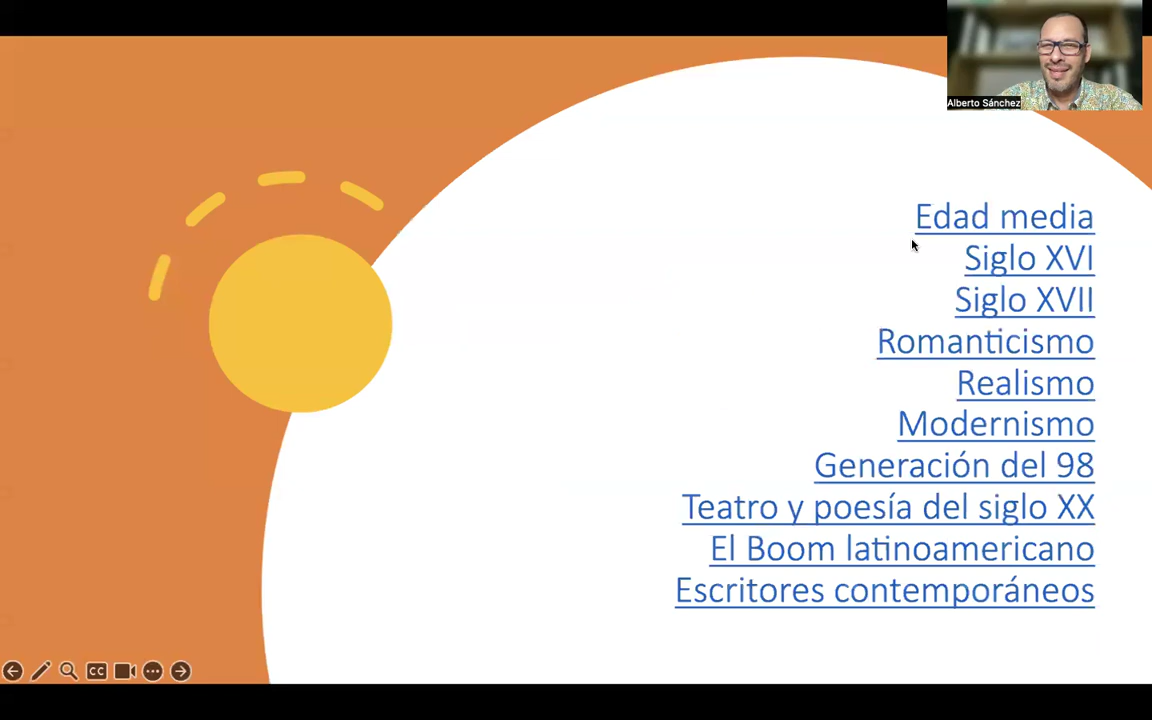 Alberto Sánchez
Edad media
Siglo XVI
Siglo XVII
Romanticismo
Realismo
Modernismo
Generación del 98
Teatro y poesía del siglo XX
El Boom latinoamericano
Escritores contemporáneos
CC